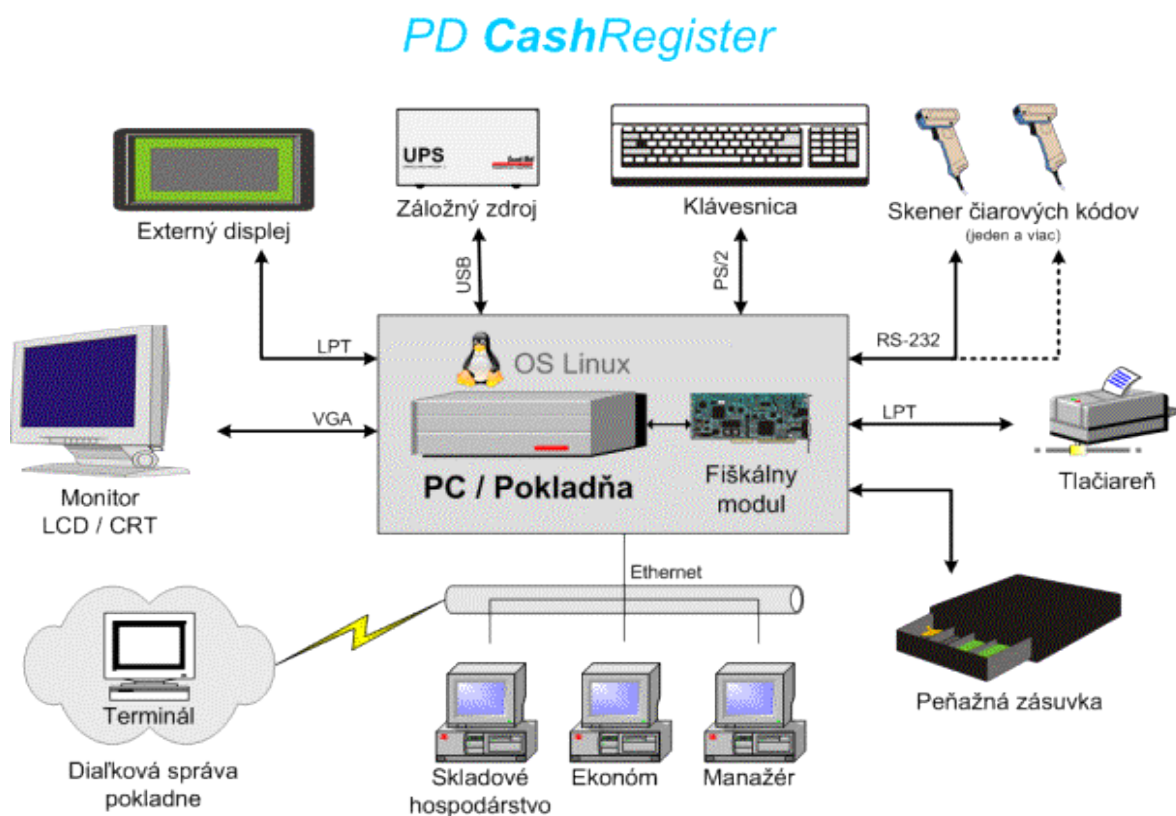 PD CashRegister
UPS
Externý displej
Záložný zdroj
Klávesnica
Skener čiarových kódov
(jeden a viac)
USB
PS/2
LPT
RS-232
OS Linux
VGA
LPT
PC / Pokladňa
Fiškálny
modul
Tlačiareň
Monitor
LCD / CRT
Ethernet
Terminál
Peňažná zásuvka
Diaľková správa
pokladne
Skladové
hospodárstvo
Ekonóm
Manažér